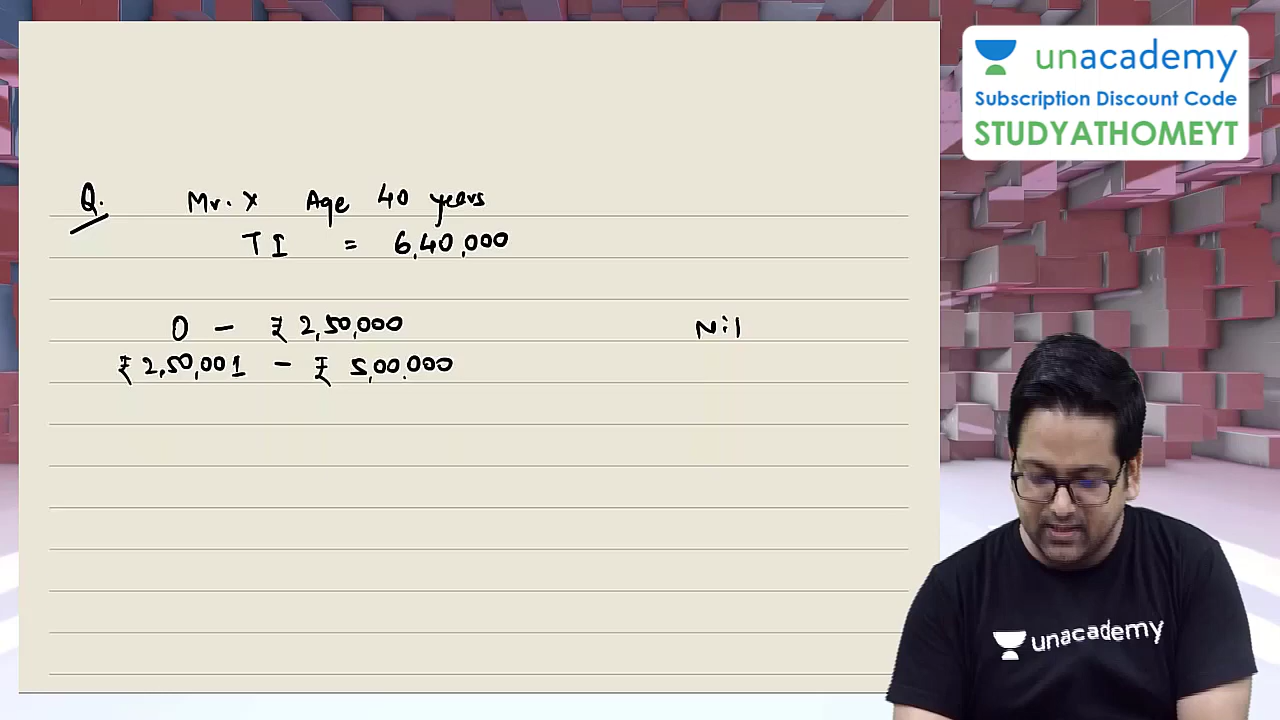 unacademy
Subscription Discount Code
STUDYATHOMEYT
Q. Mr. X Age 40 years
TI = 6,40,000
0 - ₹ 2,50,000 Nil
₹ 2,50,001 - ₹ 5,00,000
unacademy